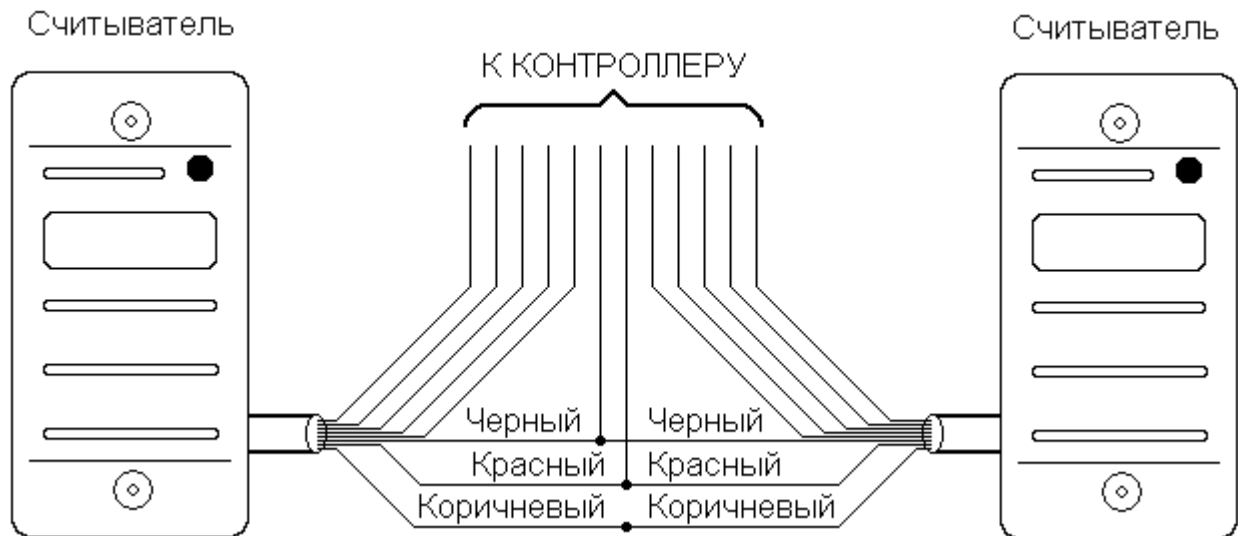 Считыватель
Считыватель
К КОНТРОЛЛЕРУ
Черный Черный
Красный Красный
Коричневый Коричневый